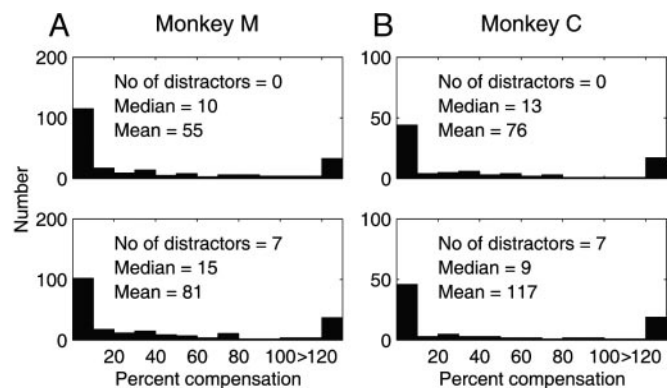 A Monkey M
B Monkey C
200
100
0
No of distractors = 0
Median = 10
Mean = 55
100
50
0
No of distractors = 0
Median = 13
Mean = 76
Number
200
100
0
No of distractors = 7
Median = 15
Mean = 81
20 40 60 80 100>120
Percent compensation
100
50
0
No of distractors = 7
Median = 9
Mean = 117
20 40 60 80 100>120
Percent compensation